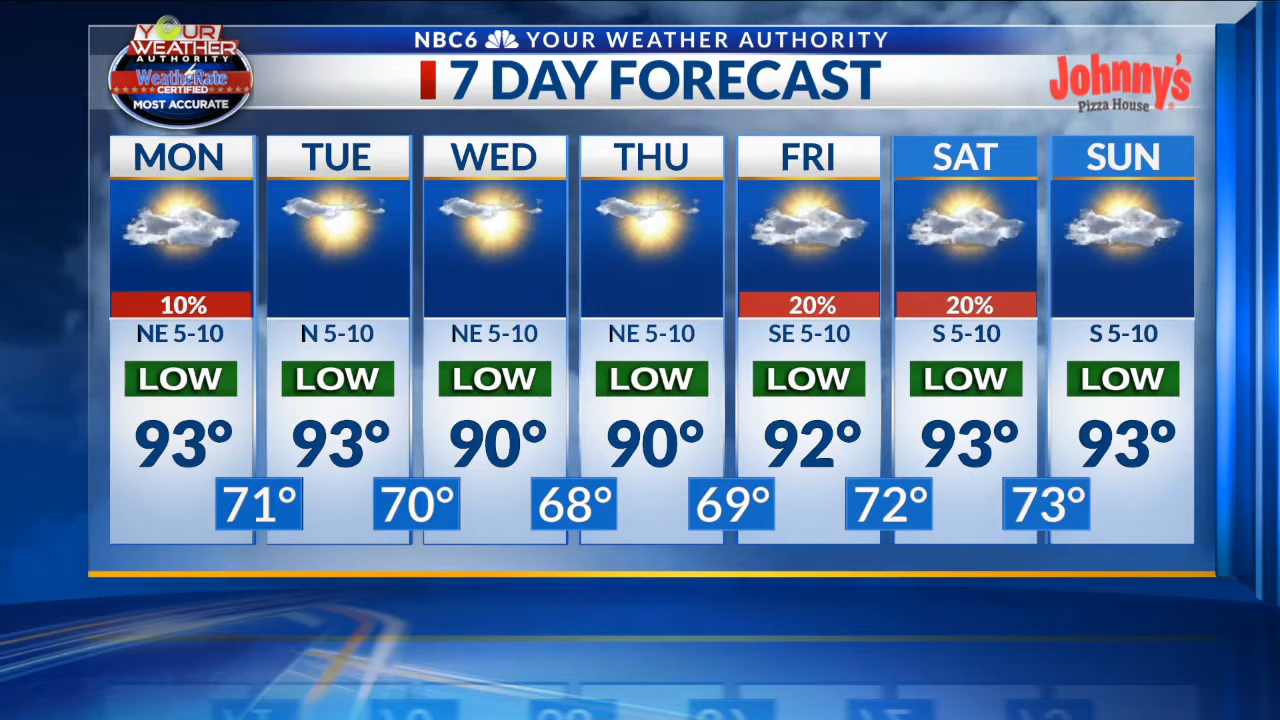 YOUR
WEATHER
AUTHORITY
WeatheRate
CERTIFIED
MOST ACCURATE
NBC6 YOUR WEATHER AUTHORITY
7 DAY FORECAST
Johnny's
Pizza House
MON TUE WED THU FRI SAT SUN
10% 20% 20%
NE 5-10 N 5-10 NE 5-10 NE 5-10 SE 5-10 S 5-10 S 5-10
LOW LOW LOW LOW LOW LOW LOW
93° 93° 90° 90° 92° 93° 93°
71° 70° 68° 69° 72° 73°